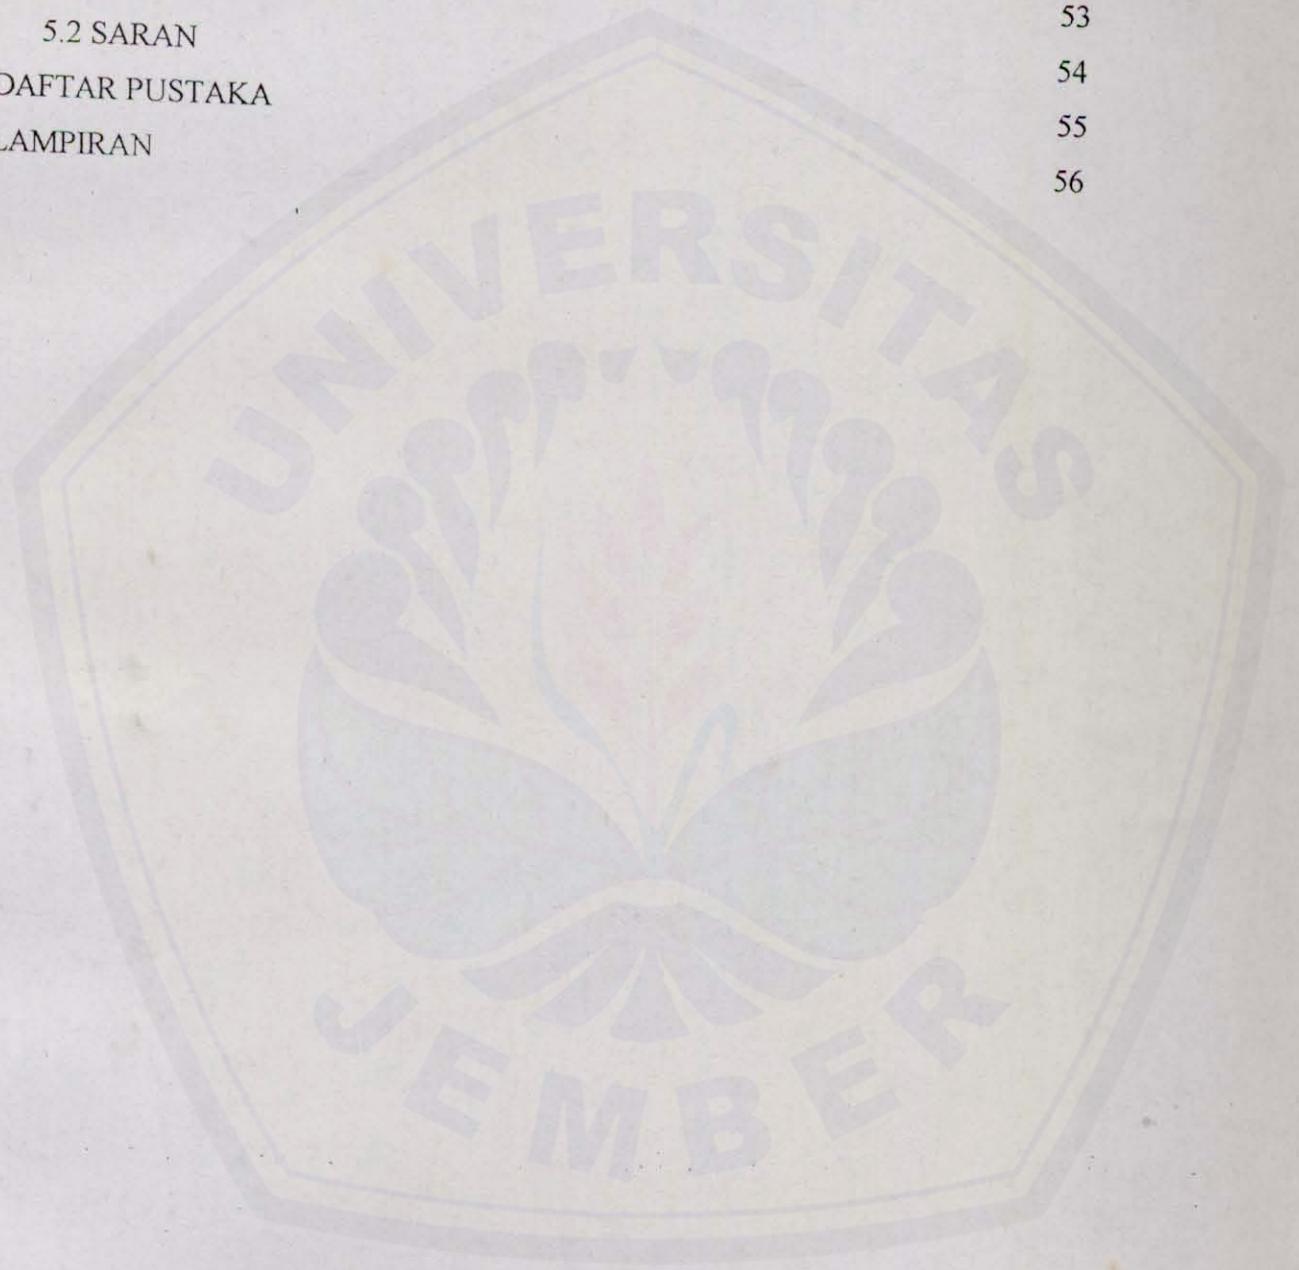 53
5.2 SARAN 54
DAFTAR PUSTAKA 55
LAMPIRAN 56
UNIVERSITAS
JEMBER